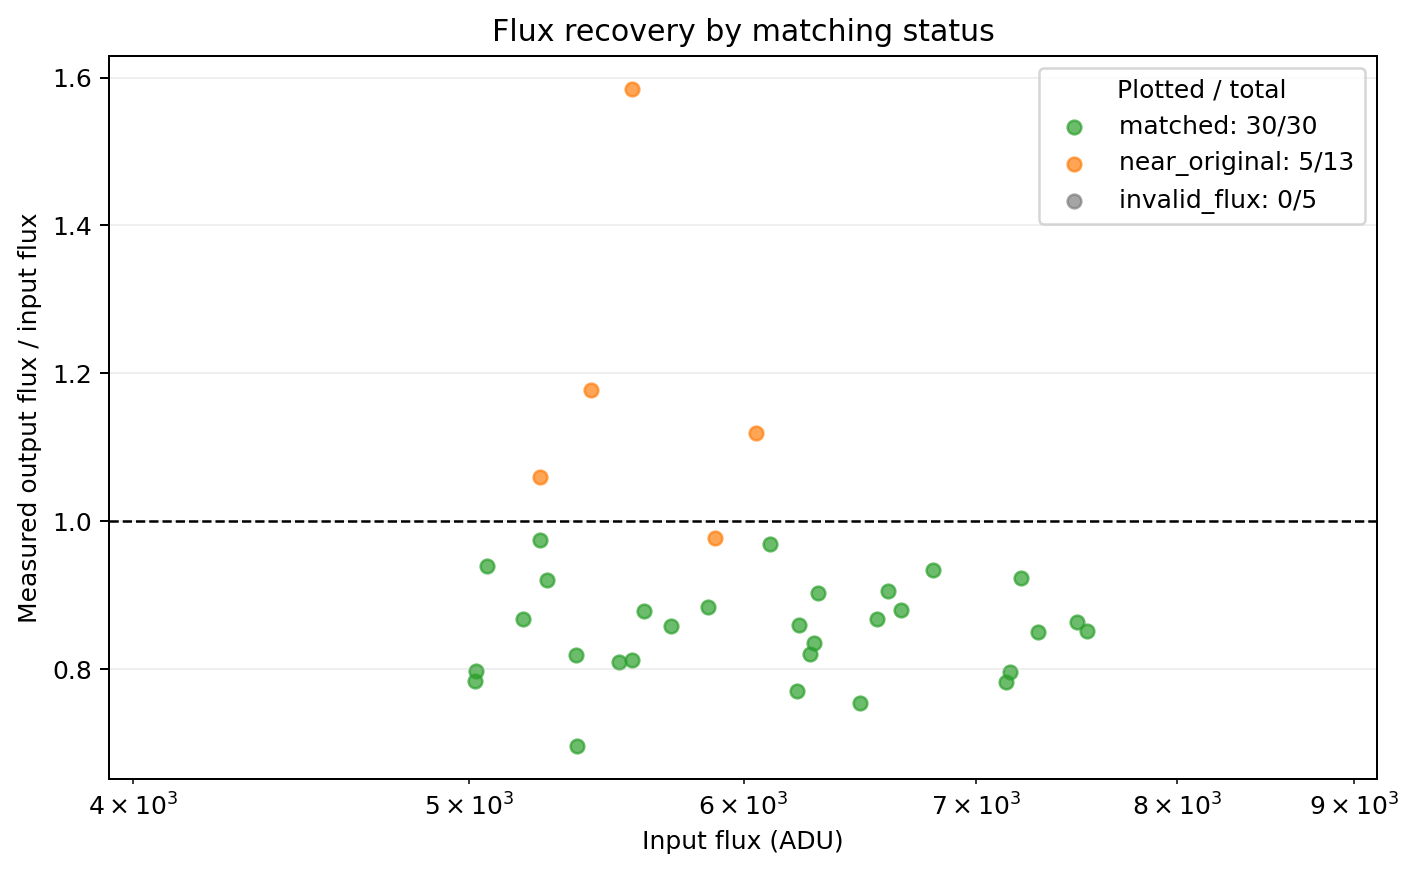 Flux recovery by matching status
Measured output flux / input flux
1.6
1.4
1.2
1.0
0.8
Plotted / total
matched: 30/30
near_original: 5/13
invalid_flux: 0/5
4 × 10³
5 × 10³
6 × 10³
7 × 10³
8 × 10³
9 × 10³
Input flux (ADU)